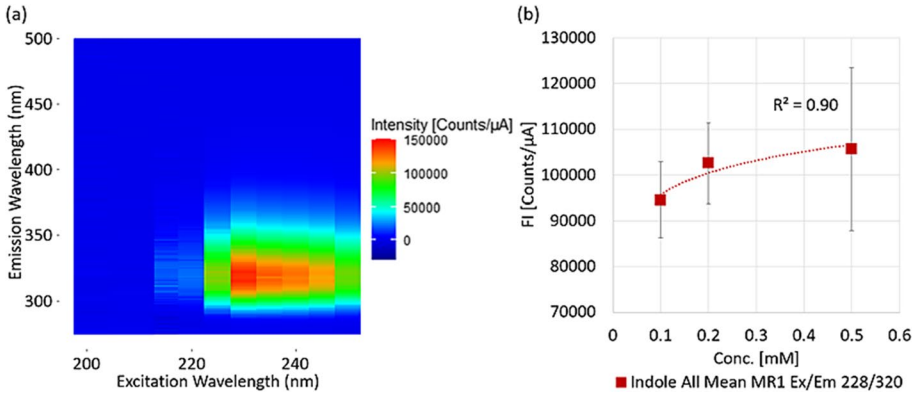 (a)
500
450
400
350
300
Emission Wavelength (nm)
200
220
240
Excitation Wavelength (nm)
Intensity [Counts/µA]
150000
100000
50000
0
(b)
130000
120000
110000
100000
90000
80000
70000
FI [Counts/µA]
R² = 0.90
0
0.1
0.2
0.3
0.4
0.5
0.6
Conc. [mM]
Indole All Mean MR1 Ex/Em 228/320